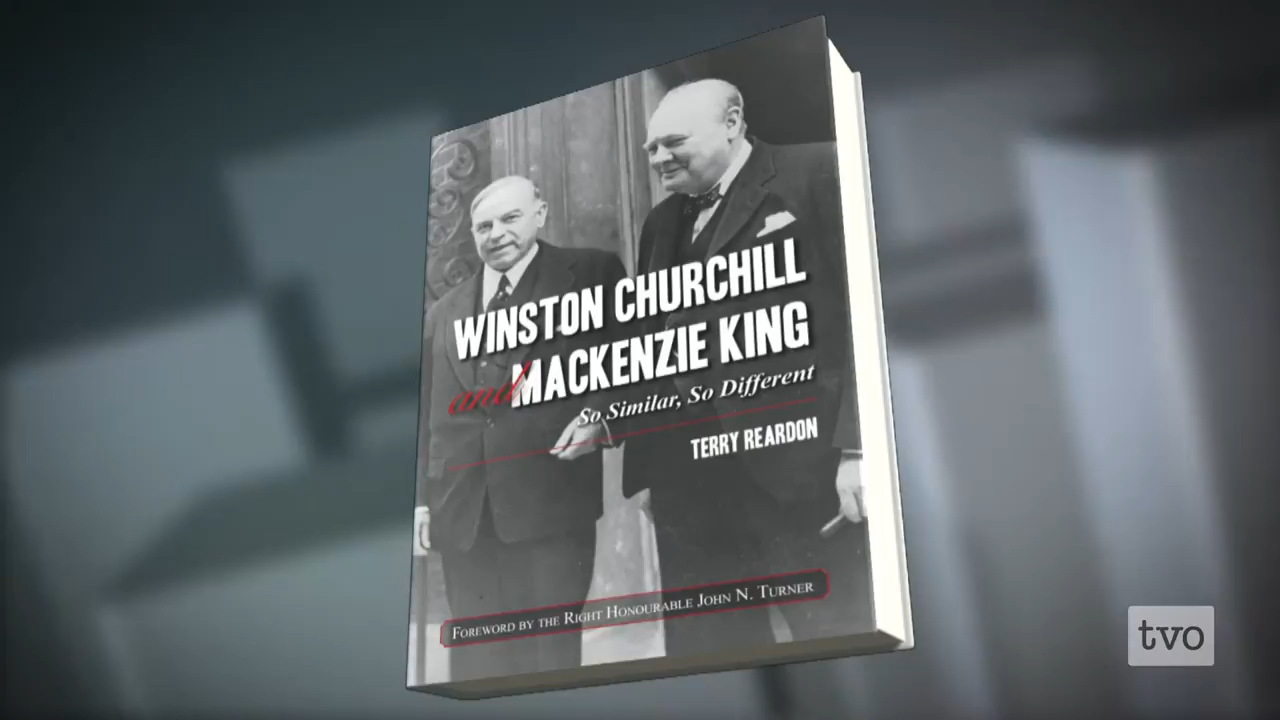 WINSTON CHURCHILL
and MACKENZIE KING
So Similar, So Different
TERRY REARDON
FOREWORD BY THE RIGHT HONOURABLE JOHN N. TURNER
tvo